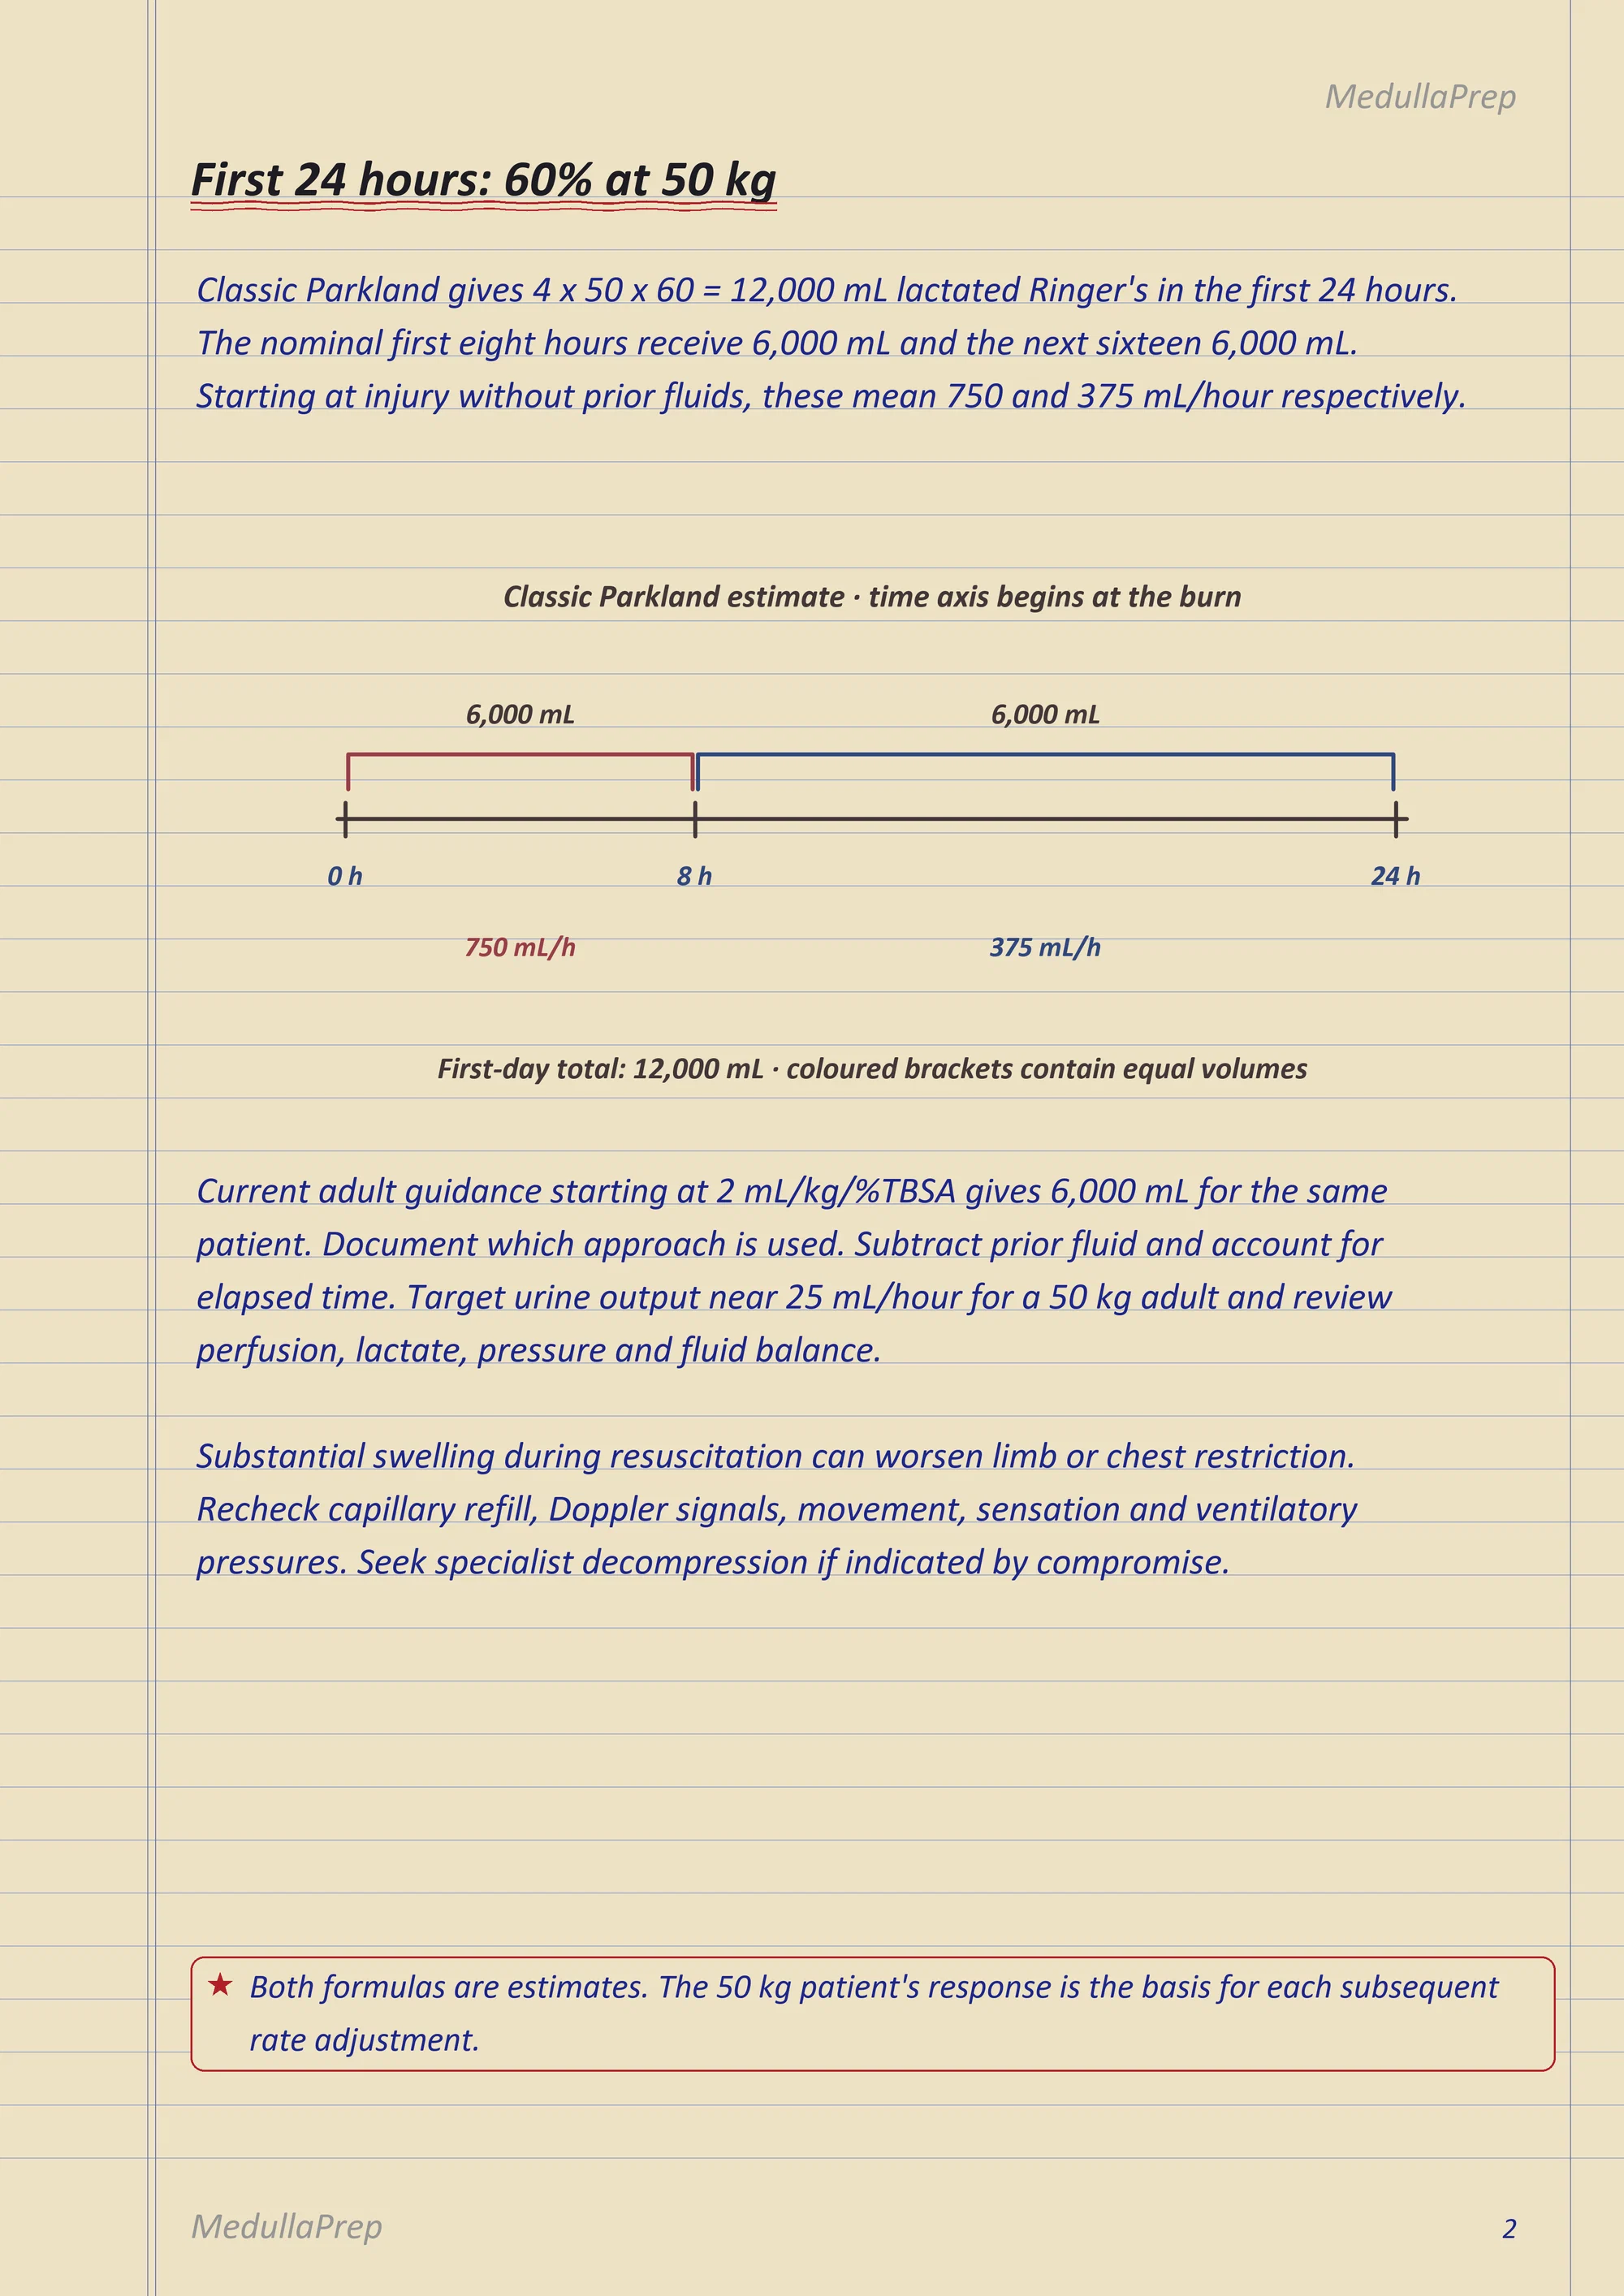 MedullaPrep
First 24 hours: 60% at 50 kg
Classic Parkland gives 4 x 50 x 60 = 12,000 mL lactated Ringer's in the first 24 hours.
The nominal first eight hours receive 6,000 mL and the next sixteen 6,000 mL.
Starting at injury without prior fluids, these mean 750 and 375 mL/hour respectively.
Classic Parkland estimate · time axis begins at the burn
6,000 mL 6,000 mL
0 h 8 h 24 h
750 mL/h 375 mL/h
First-day total: 12,000 mL · coloured brackets contain equal volumes
Current adult guidance starting at 2 mL/kg/%TBSA gives 6,000 mL for the same
patient. Document which approach is used. Subtract prior fluid and account for
elapsed time. Target urine output near 25 mL/hour for a 50 kg adult and review
perfusion, lactate, pressure and fluid balance.
Substantial swelling during resuscitation can worsen limb or chest restriction.
Recheck capillary refill, Doppler signals, movement, sensation and ventilatory
pressures. Seek specialist decompression if indicated by compromise.
★ Both formulas are estimates. The 50 kg patient's response is the basis for each subsequent
rate adjustment.
MedullaPrep 2